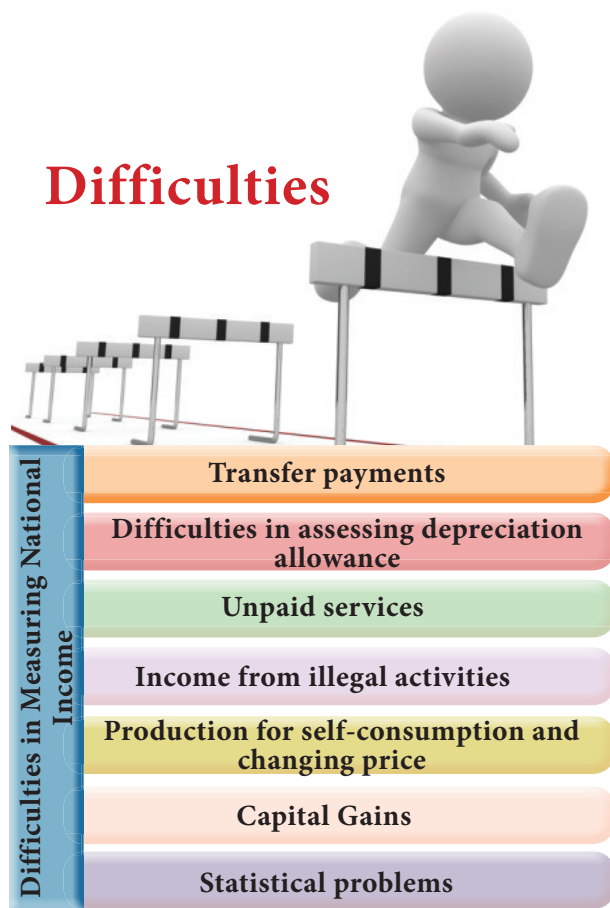 Difficulties
Difficulties in Measuring National
Income
Transfer payments
Difficulties in assessing depreciation
allowance
Unpaid services
Income from illegal activities
Production for self-consumption and
changing price
Capital Gains
Statistical problems